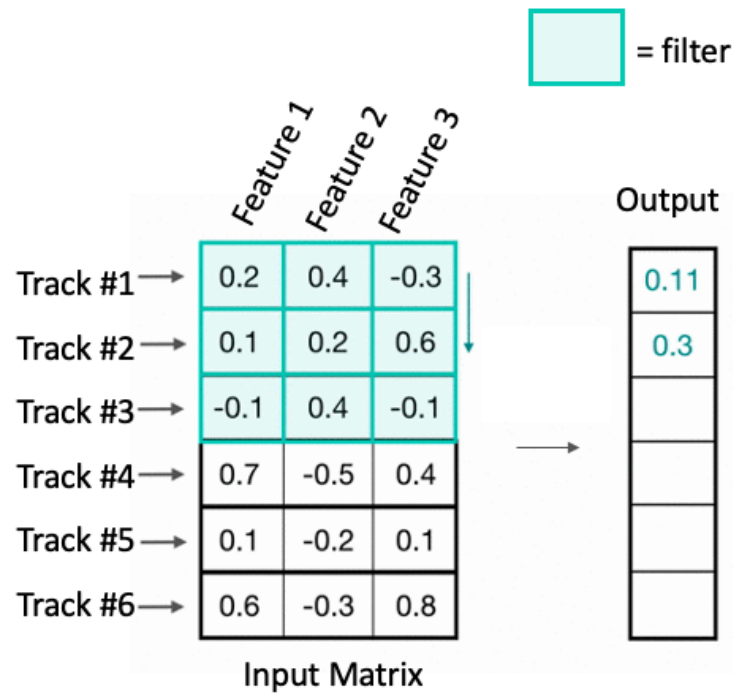 = filter
Feature 1
Feature 2
Feature 3
Output
Track #1 0.2 0.4 -0.3 0.11
Track #2 0.1 0.2 0.6 0.3
Track #3 -0.1 0.4 -0.1
Track #4 0.7 -0.5 0.4
Track #5 0.1 -0.2 0.1
Track #6 0.6 -0.3 0.8
Input Matrix